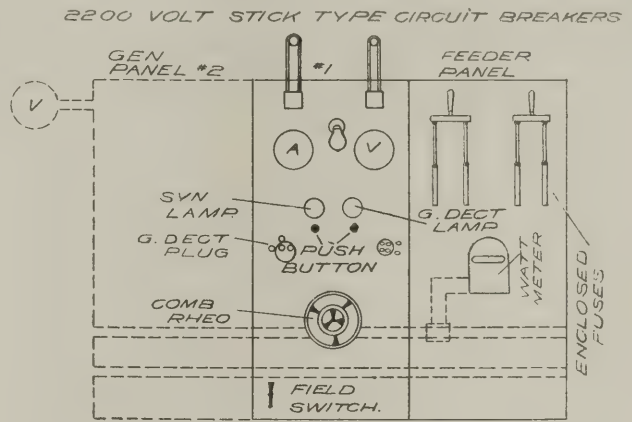 2200 VOLT STICK TYPE CIRCUIT BREAKERS
GEN
PANEL #2
#1
FEEDER
PANEL
V
A
V
SYN
LAMP
G. DECT
LAMP
G. DECT
PLUG
PUSH
BUTTON
WATT
METER
ENCLOSED
FUSES
COMB
RHEO
FIELD
SWITCH.